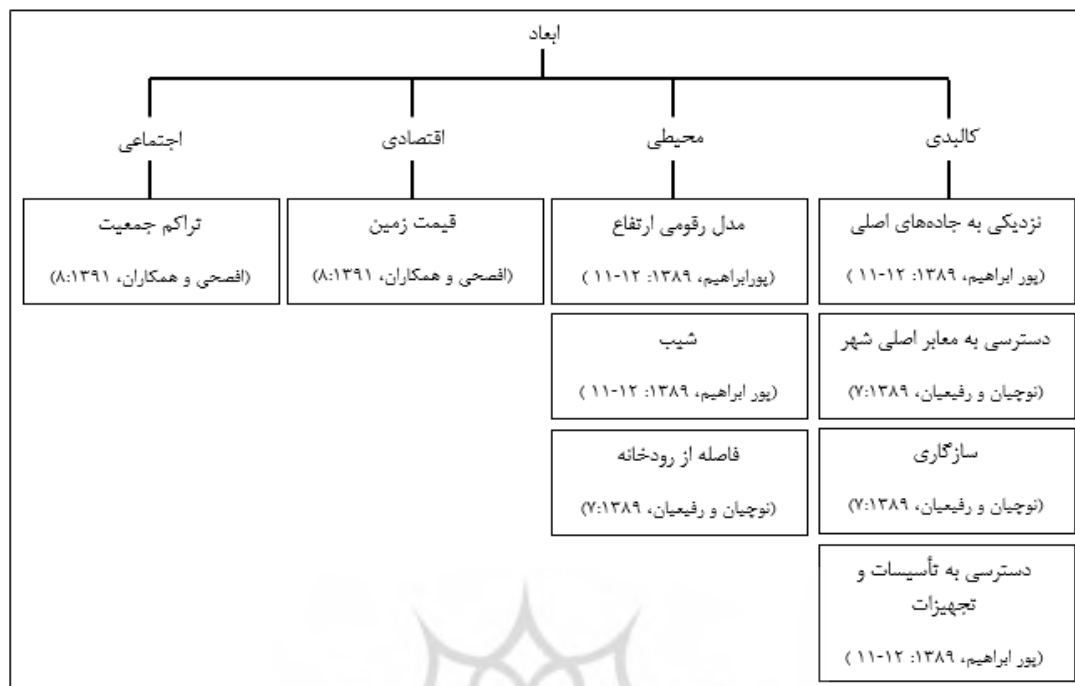 ابعاد
کالبدی
محیطی
اقتصادی
اجتماعی
نزدیکی به جاده‌های اصلی
(پور ابراهیم، ۱۳۸۹: ۱۲-۱۱ )
دسترسی به معابر اصلی شهر
(نوچیان و رفیعیان، ۷:۱۳۸۹)
سازگاری
(نوچیان و رفیعیان، ۷:۱۳۸۹)
دسترسی به تأسیسات و
تجهیزات
(پور ابراهیم، ۱۳۸۹: ۱۲-۱۱ )
مدل رقومی ارتفاع
(پورابراهیم، ۱۳۸۹: ۱۲-۱۱ )
شیب
(پور ابراهیم، ۱۳۸۹: ۱۲-۱۱ )
فاصله از رودخانه
(نوچیان و رفیعیان، ۷:۱۳۸۹)
قیمت زمین
(افصحی و همکاران، ۸:۱۳۹۱)
تراکم جمعیت
(افصحی و همکاران، ۸:۱۳۹۱)